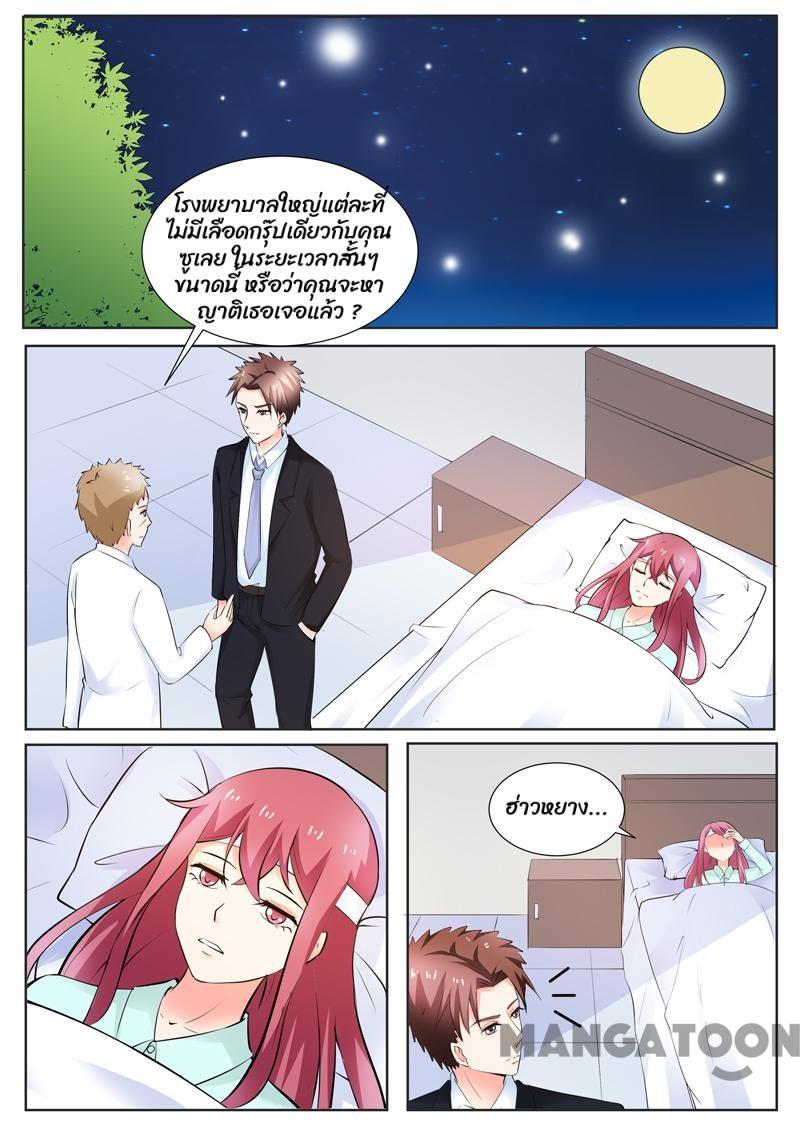 โรงพยาบาลใหญ่แต่ละที่
ไม่มีเลือดกรุ๊ปเดียวกับคุณ
ซูเลย ในระยะเวลาสั้นๆ
ขนาดนี้ หรือว่าคุณจะหา
ญาติเธอเจอแล้ว ?
ฮ่าวหยาง...
MANGATOON